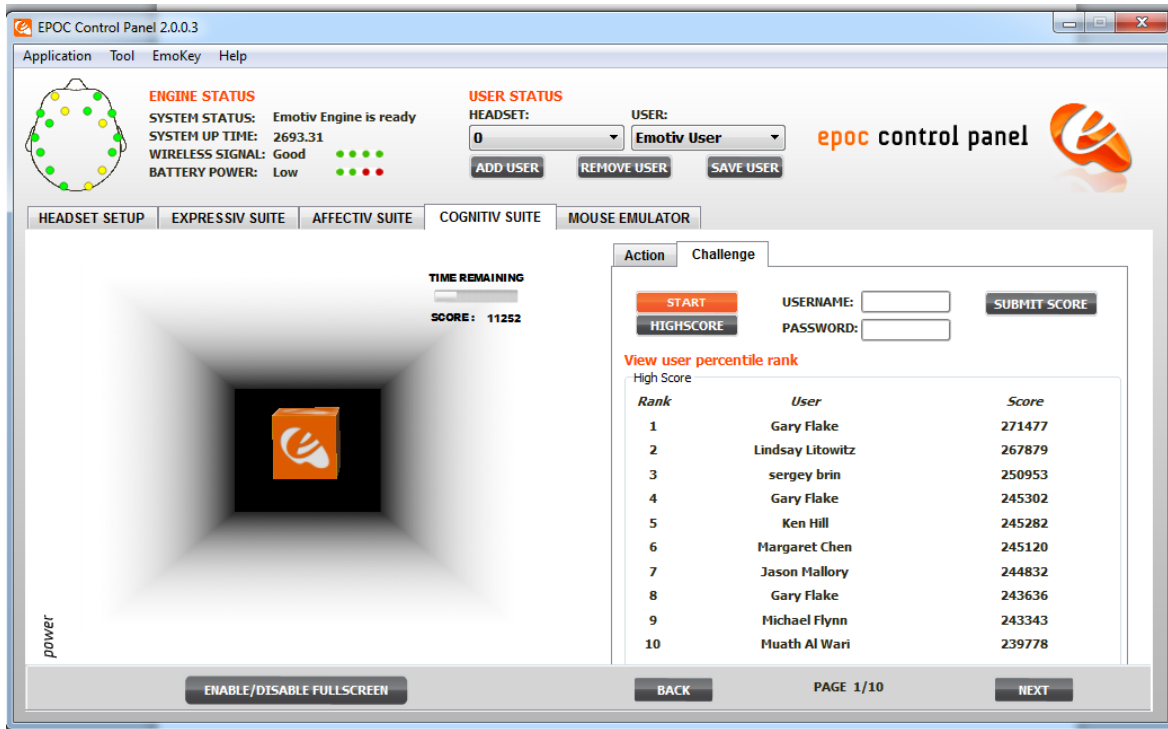 EPOC Control Panel 2.0.0.3
Application Tool EmoKey Help
ENGINE STATUS
SYSTEM STATUS: Emotiv Engine is ready
SYSTEM UP TIME: 2693.31
WIRELESS SIGNAL: Good
BATTERY POWER: Low
USER STATUS
HEADSET: USER:
0 Emotiv User
ADD USER REMOVE USER SAVE USER
epoc control panel
HEADSET SETUP EXPRESSIV SUITE AFFECTIV SUITE COGNITIV SUITE MOUSE EMULATOR
TIME REMAINING
SCORE: 11252
power
ENABLE/DISABLE FULLSCREEN
Action Challenge
START USERNAME: SUBMIT SCORE
HIGHSCORE PASSWORD:
View user percentile rank
High Score
Rank User Score
1 Gary Flake 271477
2 Lindsay Litowitz 267879
3 sergey brin 250953
4 Gary Flake 245302
5 Ken Hill 245282
6 Margaret Chen 245120
7 Jason Mallory 244832
8 Gary Flake 243636
9 Michael Flynn 243343
10 Muath Al Wari 239778
BACK PAGE 1/10 NEXT